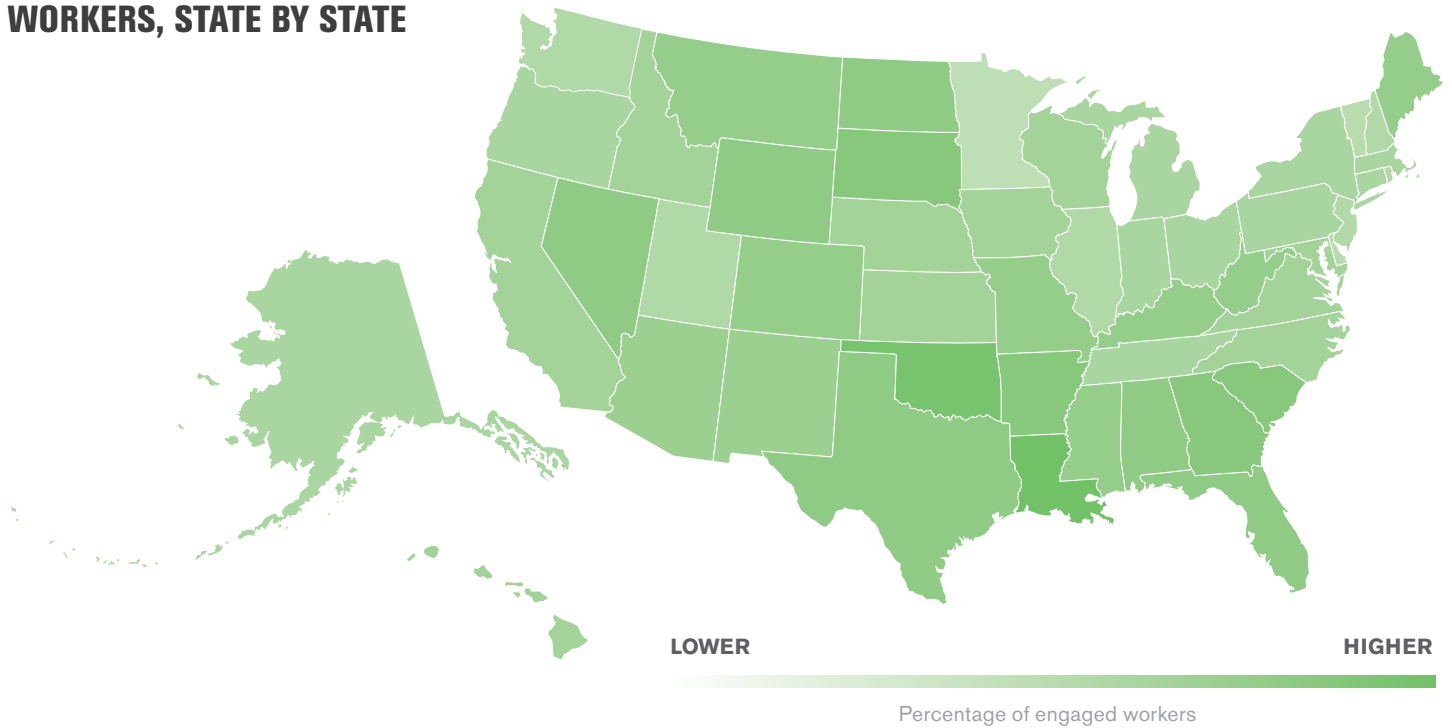 WORKERS, STATE BY STATE
LOWER
HIGHER
Percentage of engaged workers